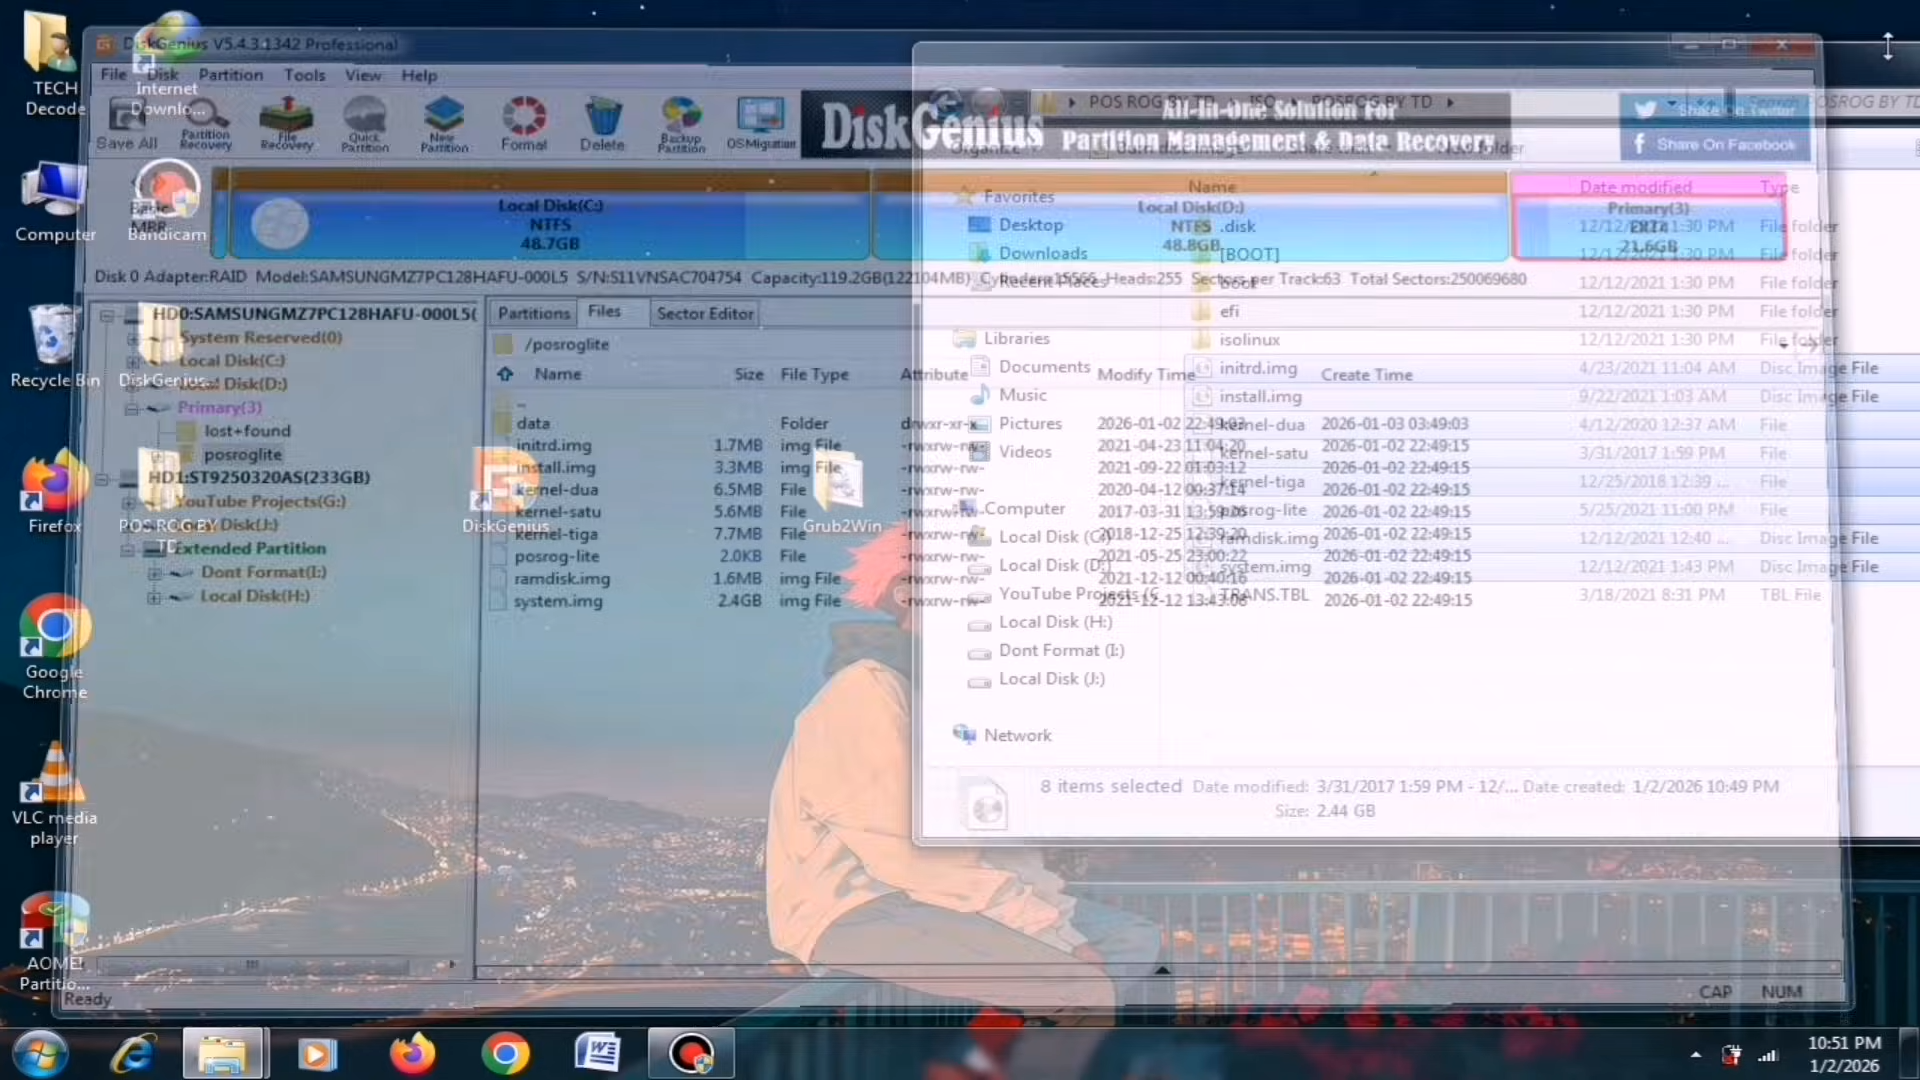 TECH
Decode
Internet
Downlo...
Computer
Bandicam
Recycle Bin
DiskGenius...
Firefox
POS ROG BY
TD
DiskGenius
Grub2Win
Google
Chrome
VLC media
player
AOMEI
Partitio...
DiskGenius V5.4.3.1342 Professional
File Disk Partition Tools View Help
Save All
Partition
Recovery
File
Recovery
Quick
Partition
New
Partition
Format
Delete
Backup
Partition
OS Migration
DiskGenius
All-In-One Solution For
Partition Management & Data Recovery
Share On Twitter
Share On Facebook
Basic
MBR
Local Disk(C:)
NTFS
48.7GB
Local Disk(D:)
NTFS
48.8GB
Primary(3)
EXT4
21.6GB
Disk 0 Adapter:RAID Model:SAMSUNGMZ7PC128HAFU-000L5 S/N:S11VNSAC704754 Capacity:119.2GB(122104MB) Cylinders:15566 Heads:255 Sectors per Track:63 Total Sectors:250069680
HD0:SAMSUNGMZ7PC128HAFU-000L5(
System Reserved(0)
Local Disk(C:)
Local Disk(D:)
Primary(3)
lost+found
posroglite
HD1:ST9250320AS(233GB)
YouTube Projects(G:)
Local Disk(J:)
Extended Partition
Dont Format(I:)
Local Disk(H:)
Partitions Files Sector Editor
/posroglite
Name Size File Type Attribute Modify Time Create Time
..
data Folder drwxr-xr-x 2026-01-02 22:49:03 2026-01-03 03:49:03
initrd.img 1.7MB img File -rwxrw-rw- 2021-04-23 11:04:20 2026-01-02 22:49:15
install.img 3.3MB img File -rwxrw-rw- 2021-09-22 01:03:12 2026-01-02 22:49:15
kernel-dua 6.5MB File -rwxrw-rw- 2020-04-12 00:37:14 2026-01-02 22:49:15
kernel-satu 5.6MB File -rwxrw-rw- 2017-03-31 13:59:26 2026-01-02 22:49:15
kernel-tiga 7.7MB File -rwxrw-rw- 2018-12-25 12:39:20 2026-01-02 22:49:15
posrog-lite 2.0KB File -rwxrw-rw- 2021-05-25 23:00:22 2026-01-02 22:49:15
ramdisk.img 1.6MB img File -rwxrw-rw- 2021-12-12 00:40:16 2026-01-02 22:49:15
system.img 2.4GB img File -rwxrw-rw- 2021-12-12 13:43:08 2026-01-02 22:49:15
Ready
CAP NUM
POS ROG BY TD ISO POSROG BY TD
Search POSROG BY TD
Organize Burn disc image New folder
Favorites
Desktop
Downloads
Recent Places
Libraries
Documents
Music
Pictures
Videos
Computer
Local Disk (C:)
Local Disk (D:)
YouTube Projects (G
Local Disk (H:)
Dont Format (I:)
Local Disk (J:)
Network
Name Date modified Type
.disk 12/12/2021 1:30 PM File folder
[BOOT] 12/12/2021 1:30 PM File folder
boot 12/12/2021 1:30 PM File folder
efi 12/12/2021 1:30 PM File folder
isolinux 12/12/2021 1:30 PM File folder
initrd.img 4/23/2021 11:04 AM Disc Image File
install.img 9/22/2021 1:03 AM Disc Image File
kernel-dua 4/12/2020 12:37 AM File
kernel-satu 3/31/2017 1:59 PM File
kernel-tiga 12/25/2018 12:39 ... File
posrog-lite 5/25/2021 11:00 PM File
ramdisk.img 12/12/2021 12:40 ... Disc Image File
system.img 12/12/2021 1:43 PM Disc Image File
TRANS.TBL 3/18/2021 8:31 PM TBL File
8 items selected Date modified: 3/31/2017 1:59 PM - 12/... Date created: 1/2/2026 10:49 PM
Size: 2.44 GB
10:51 PM
1/2/2026